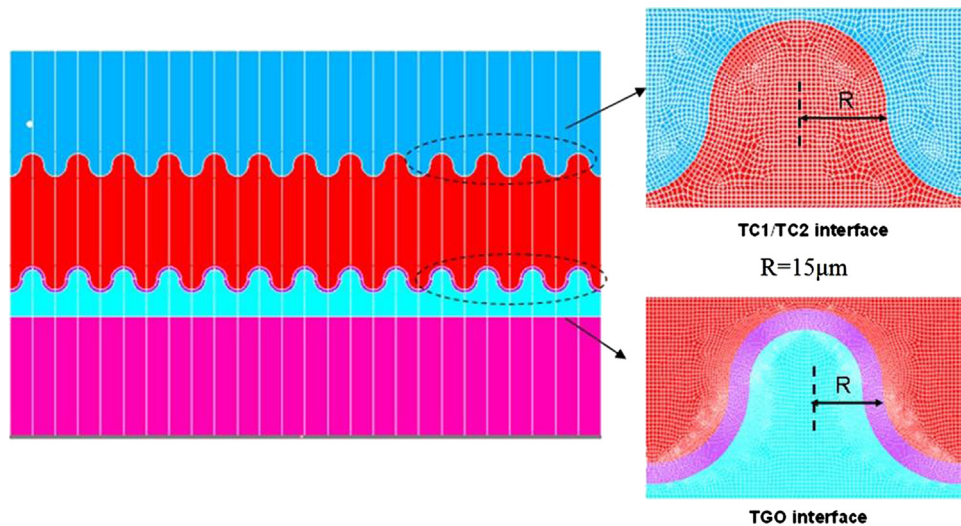 R
TC1/TC2 interface
R=15μm
R
TGO interface